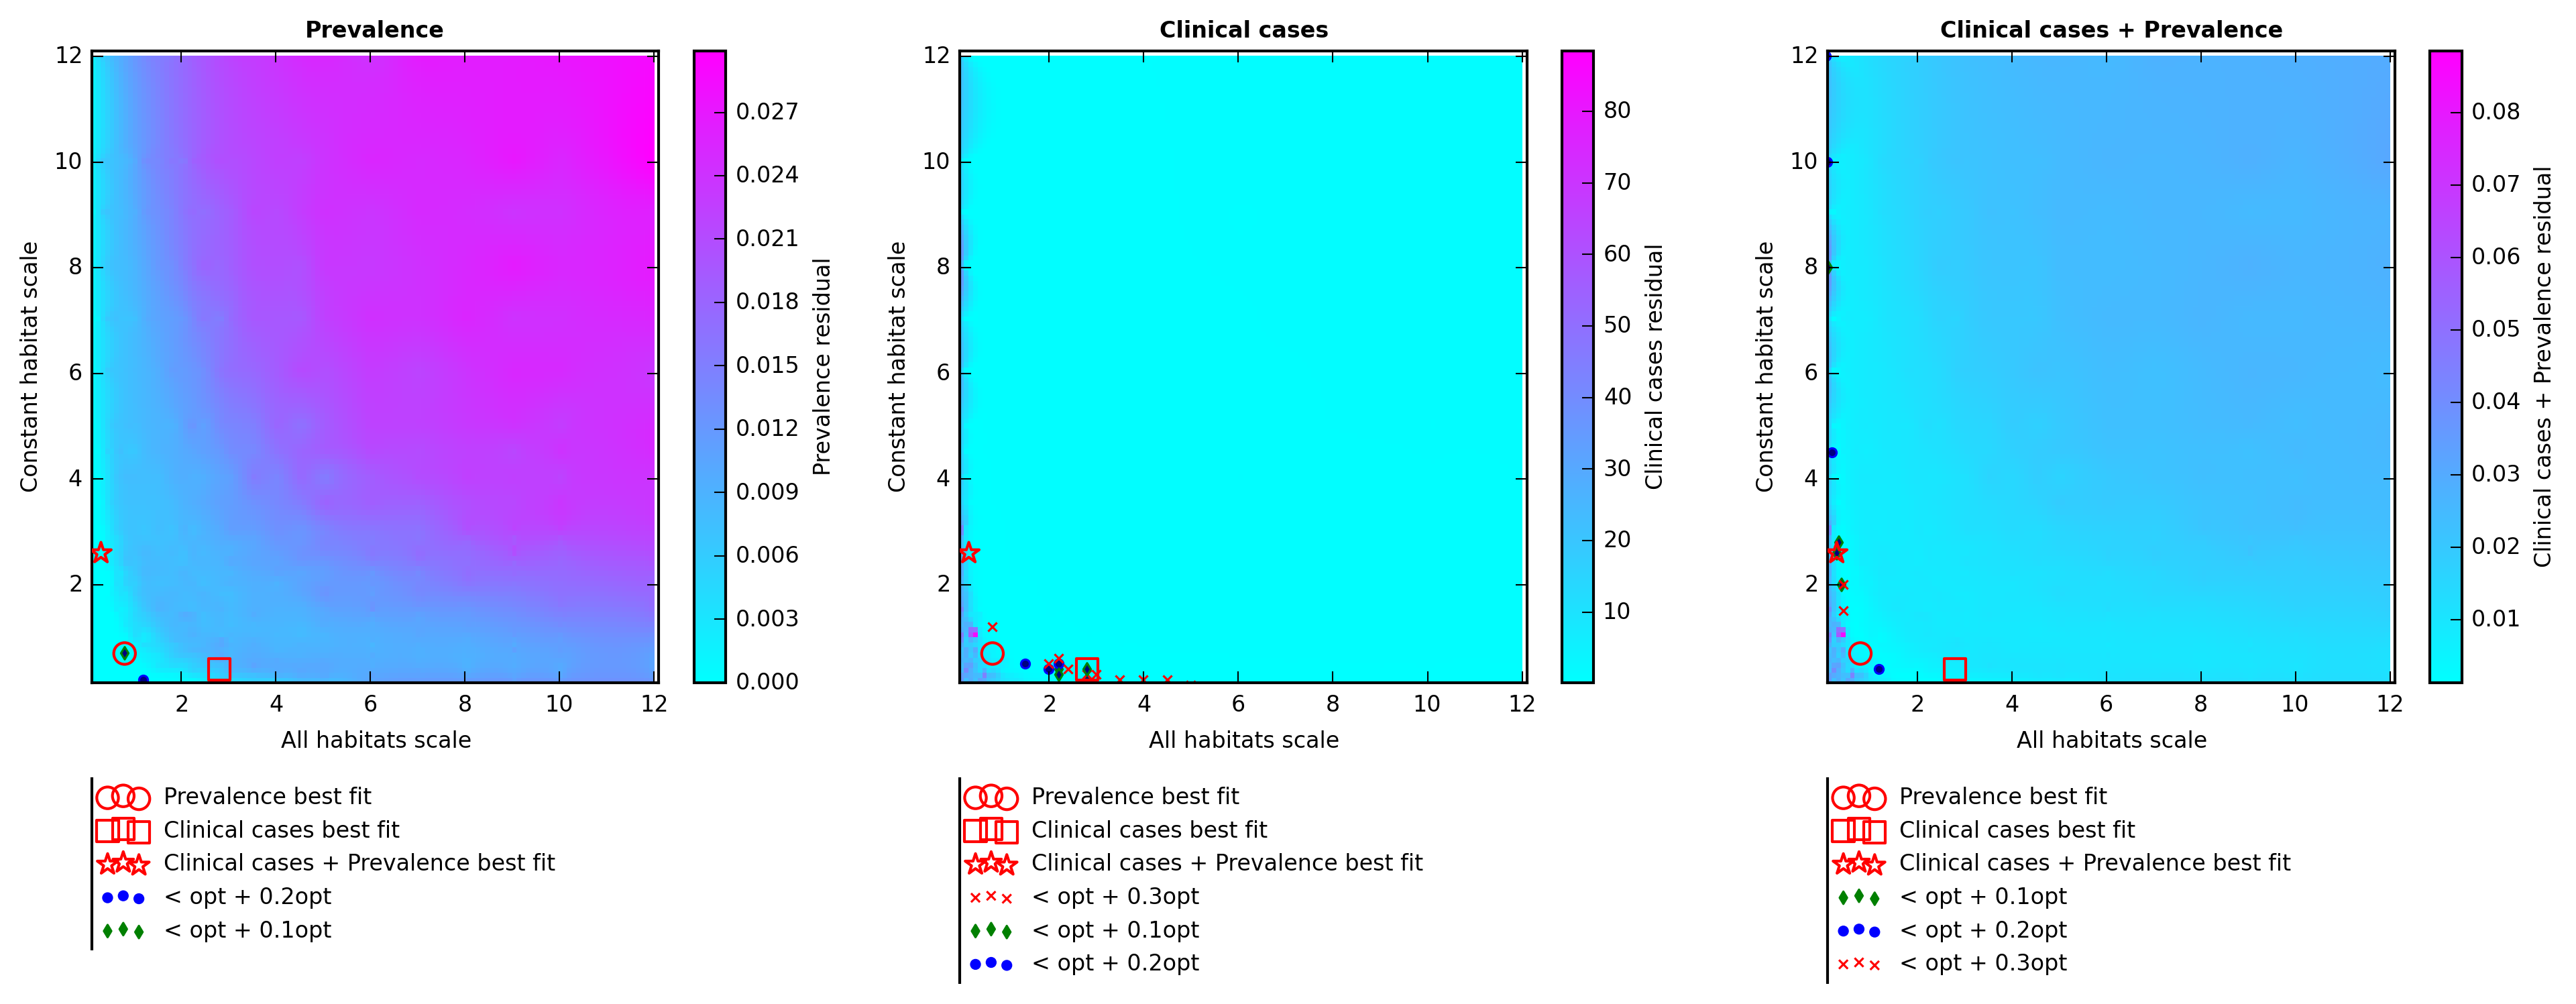 Prevalence
12
10
8
6
4
2
Constant habitat scale
2
4
6
8
10
12
All habitats scale
0.027
0.024
0.021
0.018
0.015
0.012
0.009
0.006
0.003
0.000
Prevalence residual
Prevalence best fit
Clinical cases best fit
Clinical cases + Prevalence best fit
< opt + 0.2opt
< opt + 0.1opt
Clinical cases
12
10
8
6
4
2
Constant habitat scale
2
4
6
8
10
12
All habitats scale
80
70
60
50
40
30
20
10
Clinical cases residual
Prevalence best fit
Clinical cases best fit
Clinical cases + Prevalence best fit
< opt + 0.3opt
< opt + 0.1opt
< opt + 0.2opt
Clinical cases + Prevalence
12
10
8
6
4
2
Constant habitat scale
2
4
6
8
10
12
All habitats scale
0.08
0.07
0.06
0.05
0.04
0.03
0.02
0.01
Clinical cases + Prevalence residual
Prevalence best fit
Clinical cases best fit
Clinical cases + Prevalence best fit
< opt + 0.1opt
< opt + 0.2opt
< opt + 0.3opt